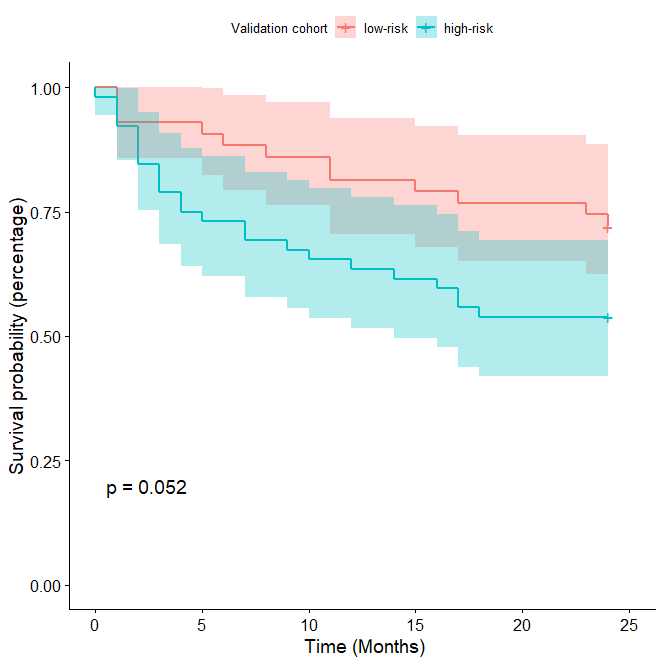 Validation cohort low-risk high-risk
Survival probability (percentage)
1.00
0.75
0.50
0.25
0.00
p = 0.052
0 5 10 15 20 25
Time (Months)